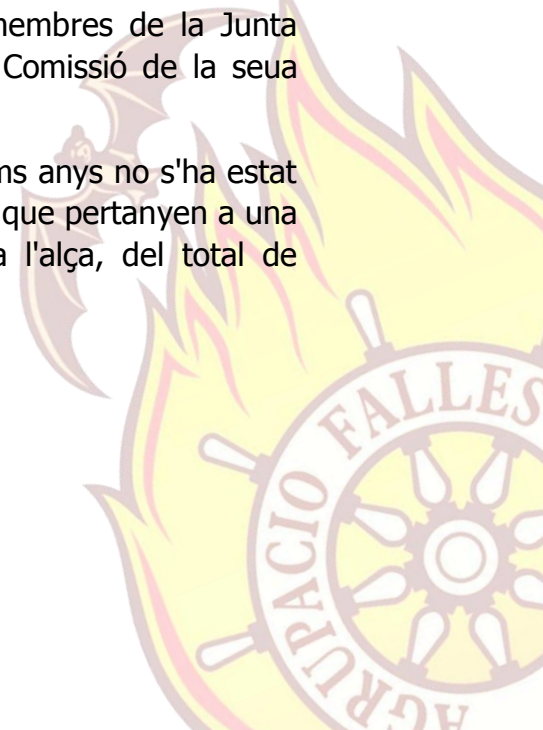 membres de la Junta
Comissió de la seua
ms anys no s'ha estat
que pertanyen a una
a l'alça, del total de
AGRUPACIO FALLES